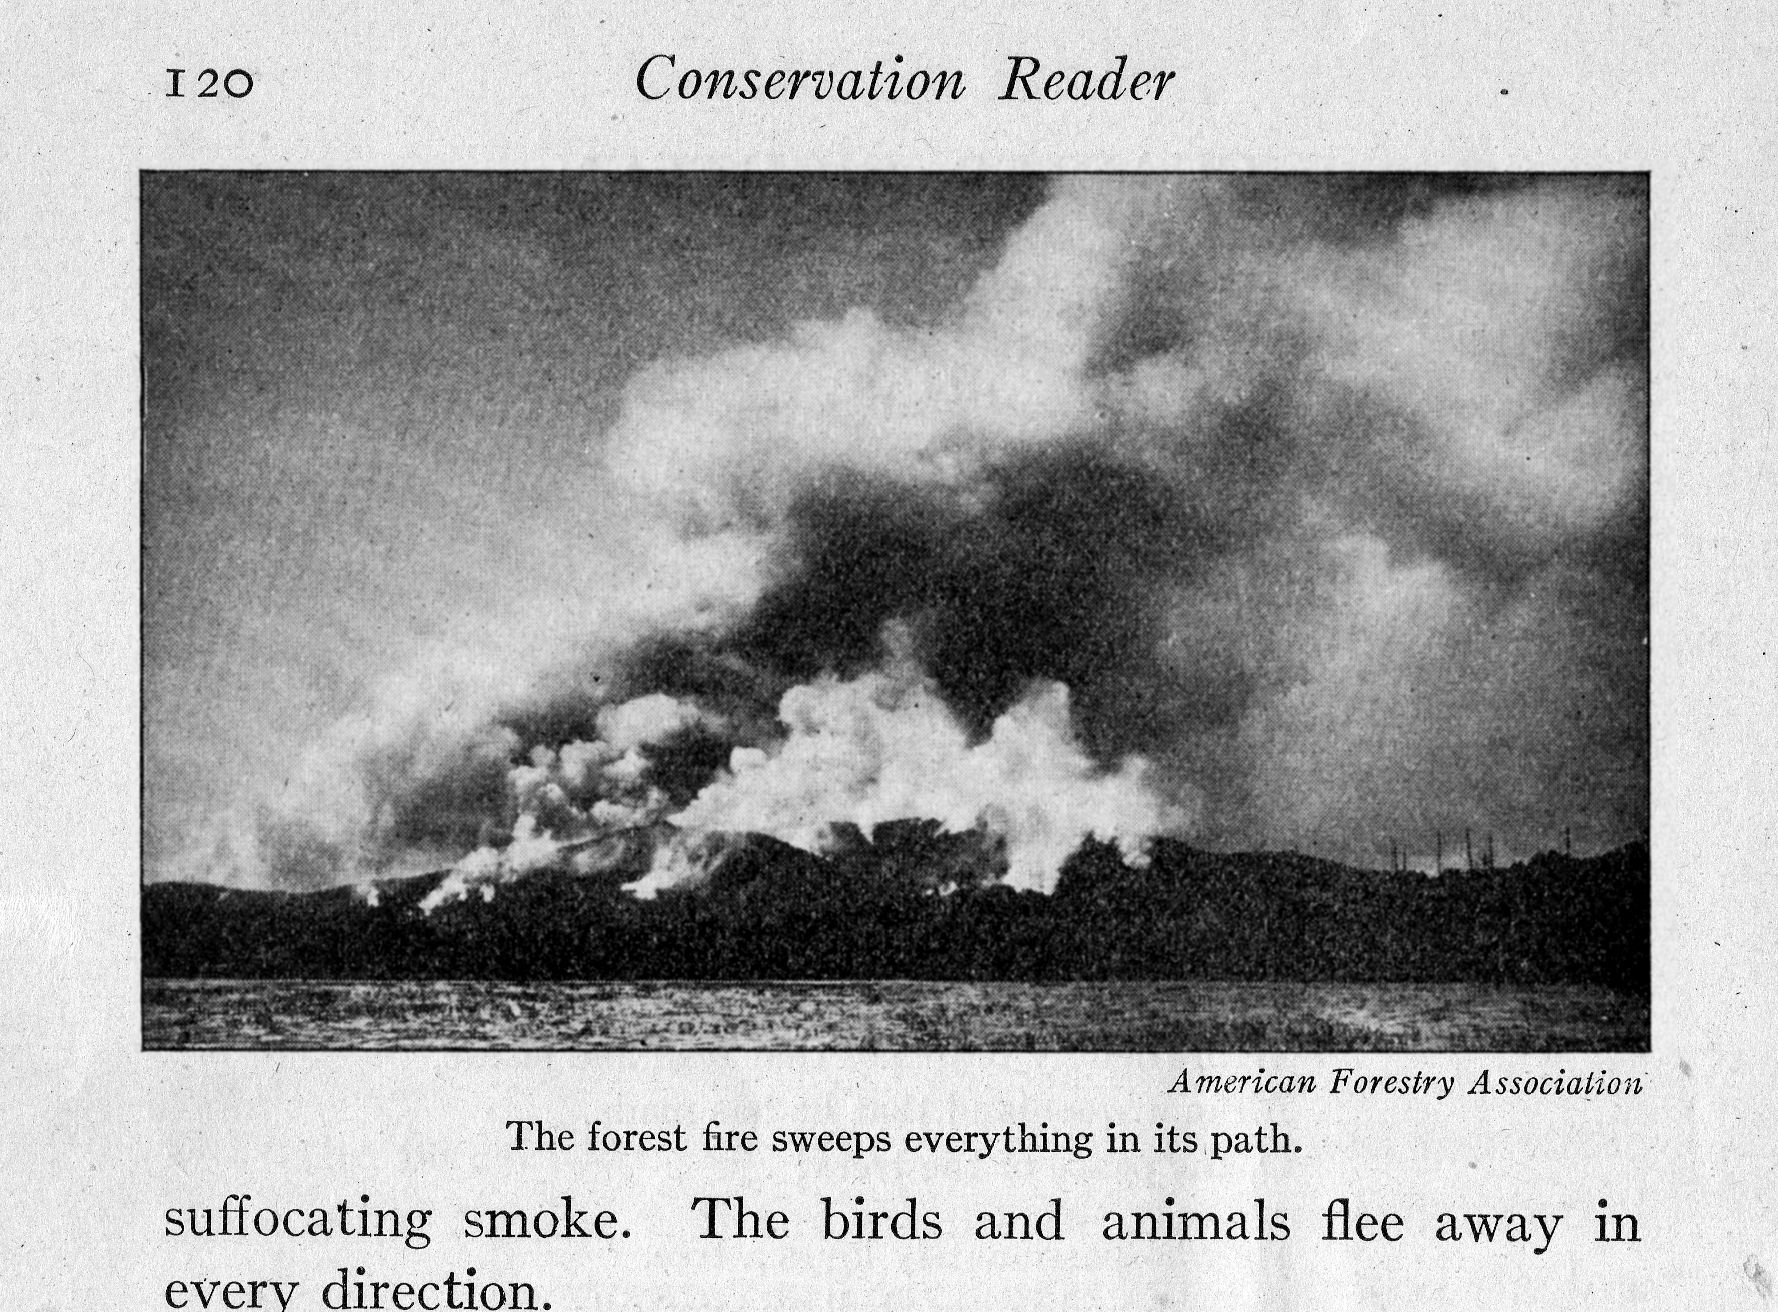 120
Conservation Reader
American Forestry Association
The forest fire sweeps everything in its path.
suffocating smoke. The birds and animals flee away in
every direction.